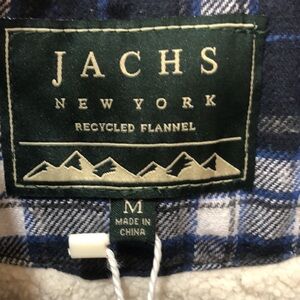 JACHS
NEW YORK
RECYCLED FLANNEL
M
MADE IN
CHINA